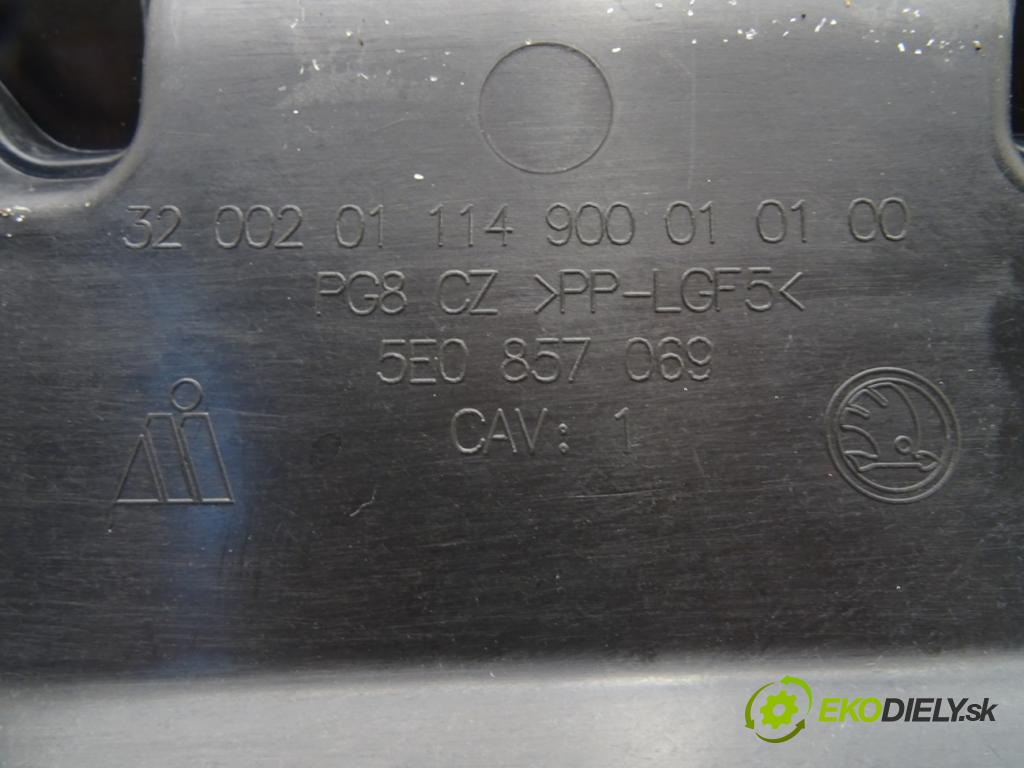 32 002 01 114 900 01 01 00
PG8 CZ >PP-LGF5<
5E0 857 069
CAV: 1
EKODIELY.sk